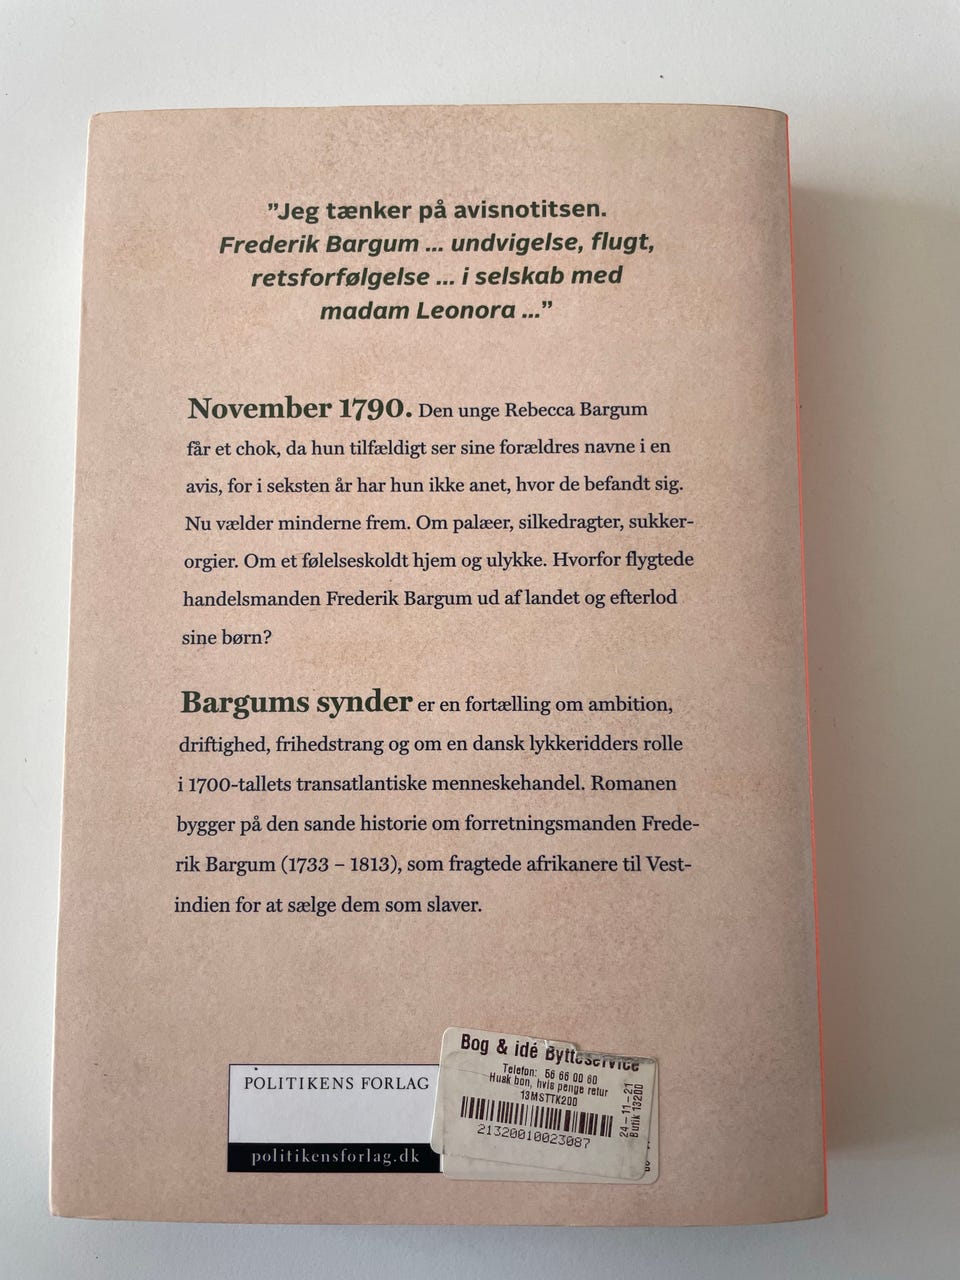 ”Jeg tænker på avisnotitsen.
Frederik Bargum ... undvigelse, flugt,
retsforfølgelse ... i selskab med
madam Leonora ...”
November 1790. Den unge Rebecca Bargum
får et chok, da hun tilfældigt ser sine forældres navne i en
avis, for i seksten år har hun ikke anet, hvor de befandt sig.
Nu vælder minderne frem. Om palæer, silkedragter, sukker-
orgier. Om et følelseskoldt hjem og ulykke. Hvorfor flygtede
handelsmanden Frederik Bargum ud af landet og efterlod
sine børn?
Bargums synder er en fortælling om ambition,
driftighed, frihedstrang og om en dansk lykkeridders rolle
i 1700-tallets transatlantiske menneskehandel. Romanen
bygger på den sande historie om forretningsmanden Frede-
rik Bargum (1733 – 1813), som fragtede afrikanere til Vest-
indien for at sælge dem som slaver.
POLITIKENS FORLAG
politikensforlag.dk
Bog & idé Bytteservice
Telefon: 56 66 00 60
Husk bon, hvis penge retur
13MSTTK200
21320010023087
24-11-21
Butik 13200